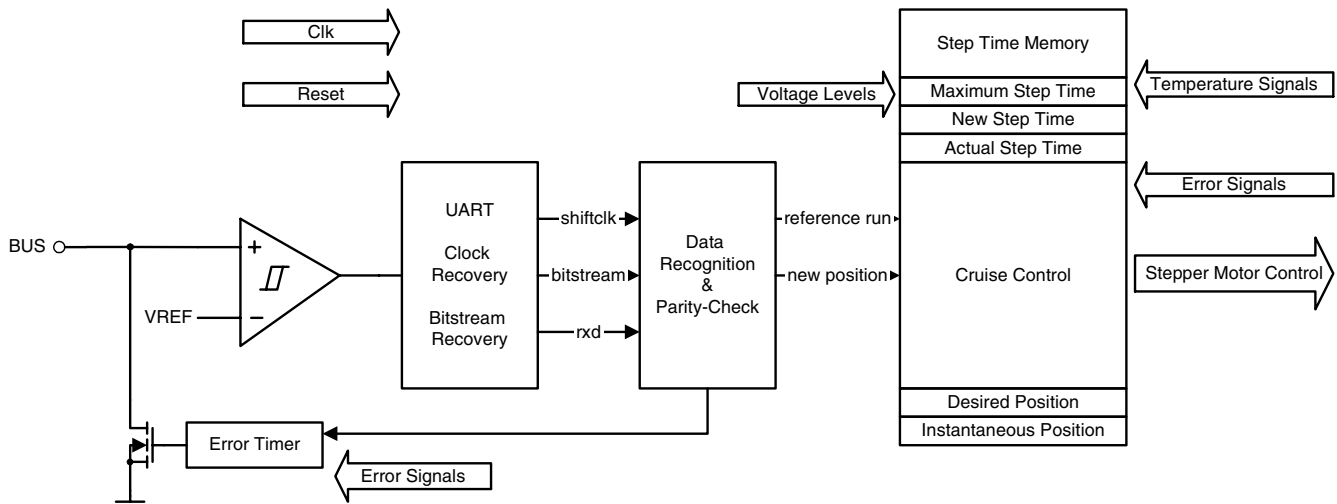 Clk
Reset
Voltage Levels
Step Time Memory
Maximum Step Time
New Step Time
Actual Step Time
Temperature Signals
Error Signals
Stepper Motor Control
BUS
+
VREF
−
UART
Clock
Recovery
Bitstream
Recovery
shiftclk
bitstream
rxd
Data
Recognition
&
Parity-Check
reference run
new position
Cruise Control
Desired Position
Instantaneous Position
Error Timer
Error Signals